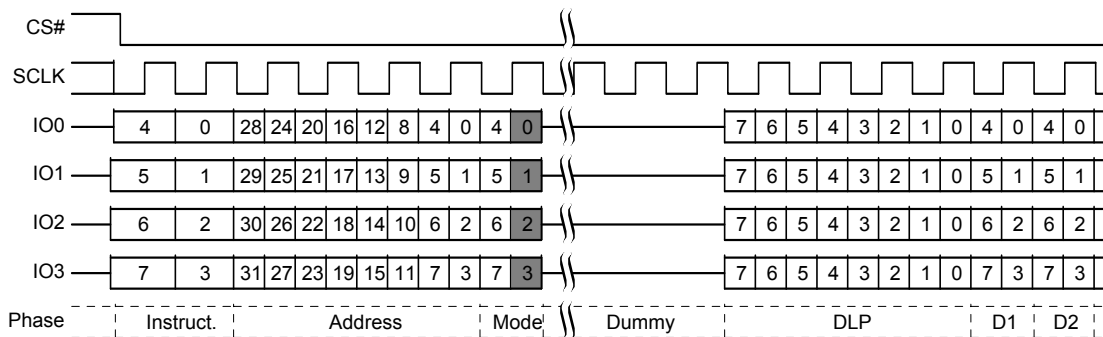 CS#
SCLK
IO0 4 0 28 24 20 16 12 8 4 0 4 0 7 6 5 4 3 2 1 0 4 0 4 0
IO1 5 1 29 25 21 17 13 9 5 1 5 1 7 6 5 4 3 2 1 0 5 1 5 1
IO2 6 2 30 26 22 18 14 10 6 2 6 2 7 6 5 4 3 2 1 0 6 2 6 2
IO3 7 3 31 27 23 19 15 11 7 3 7 3 7 6 5 4 3 2 1 0 7 3 7 3
Phase Instruct. Address Mode Dummy DLP D1 D2